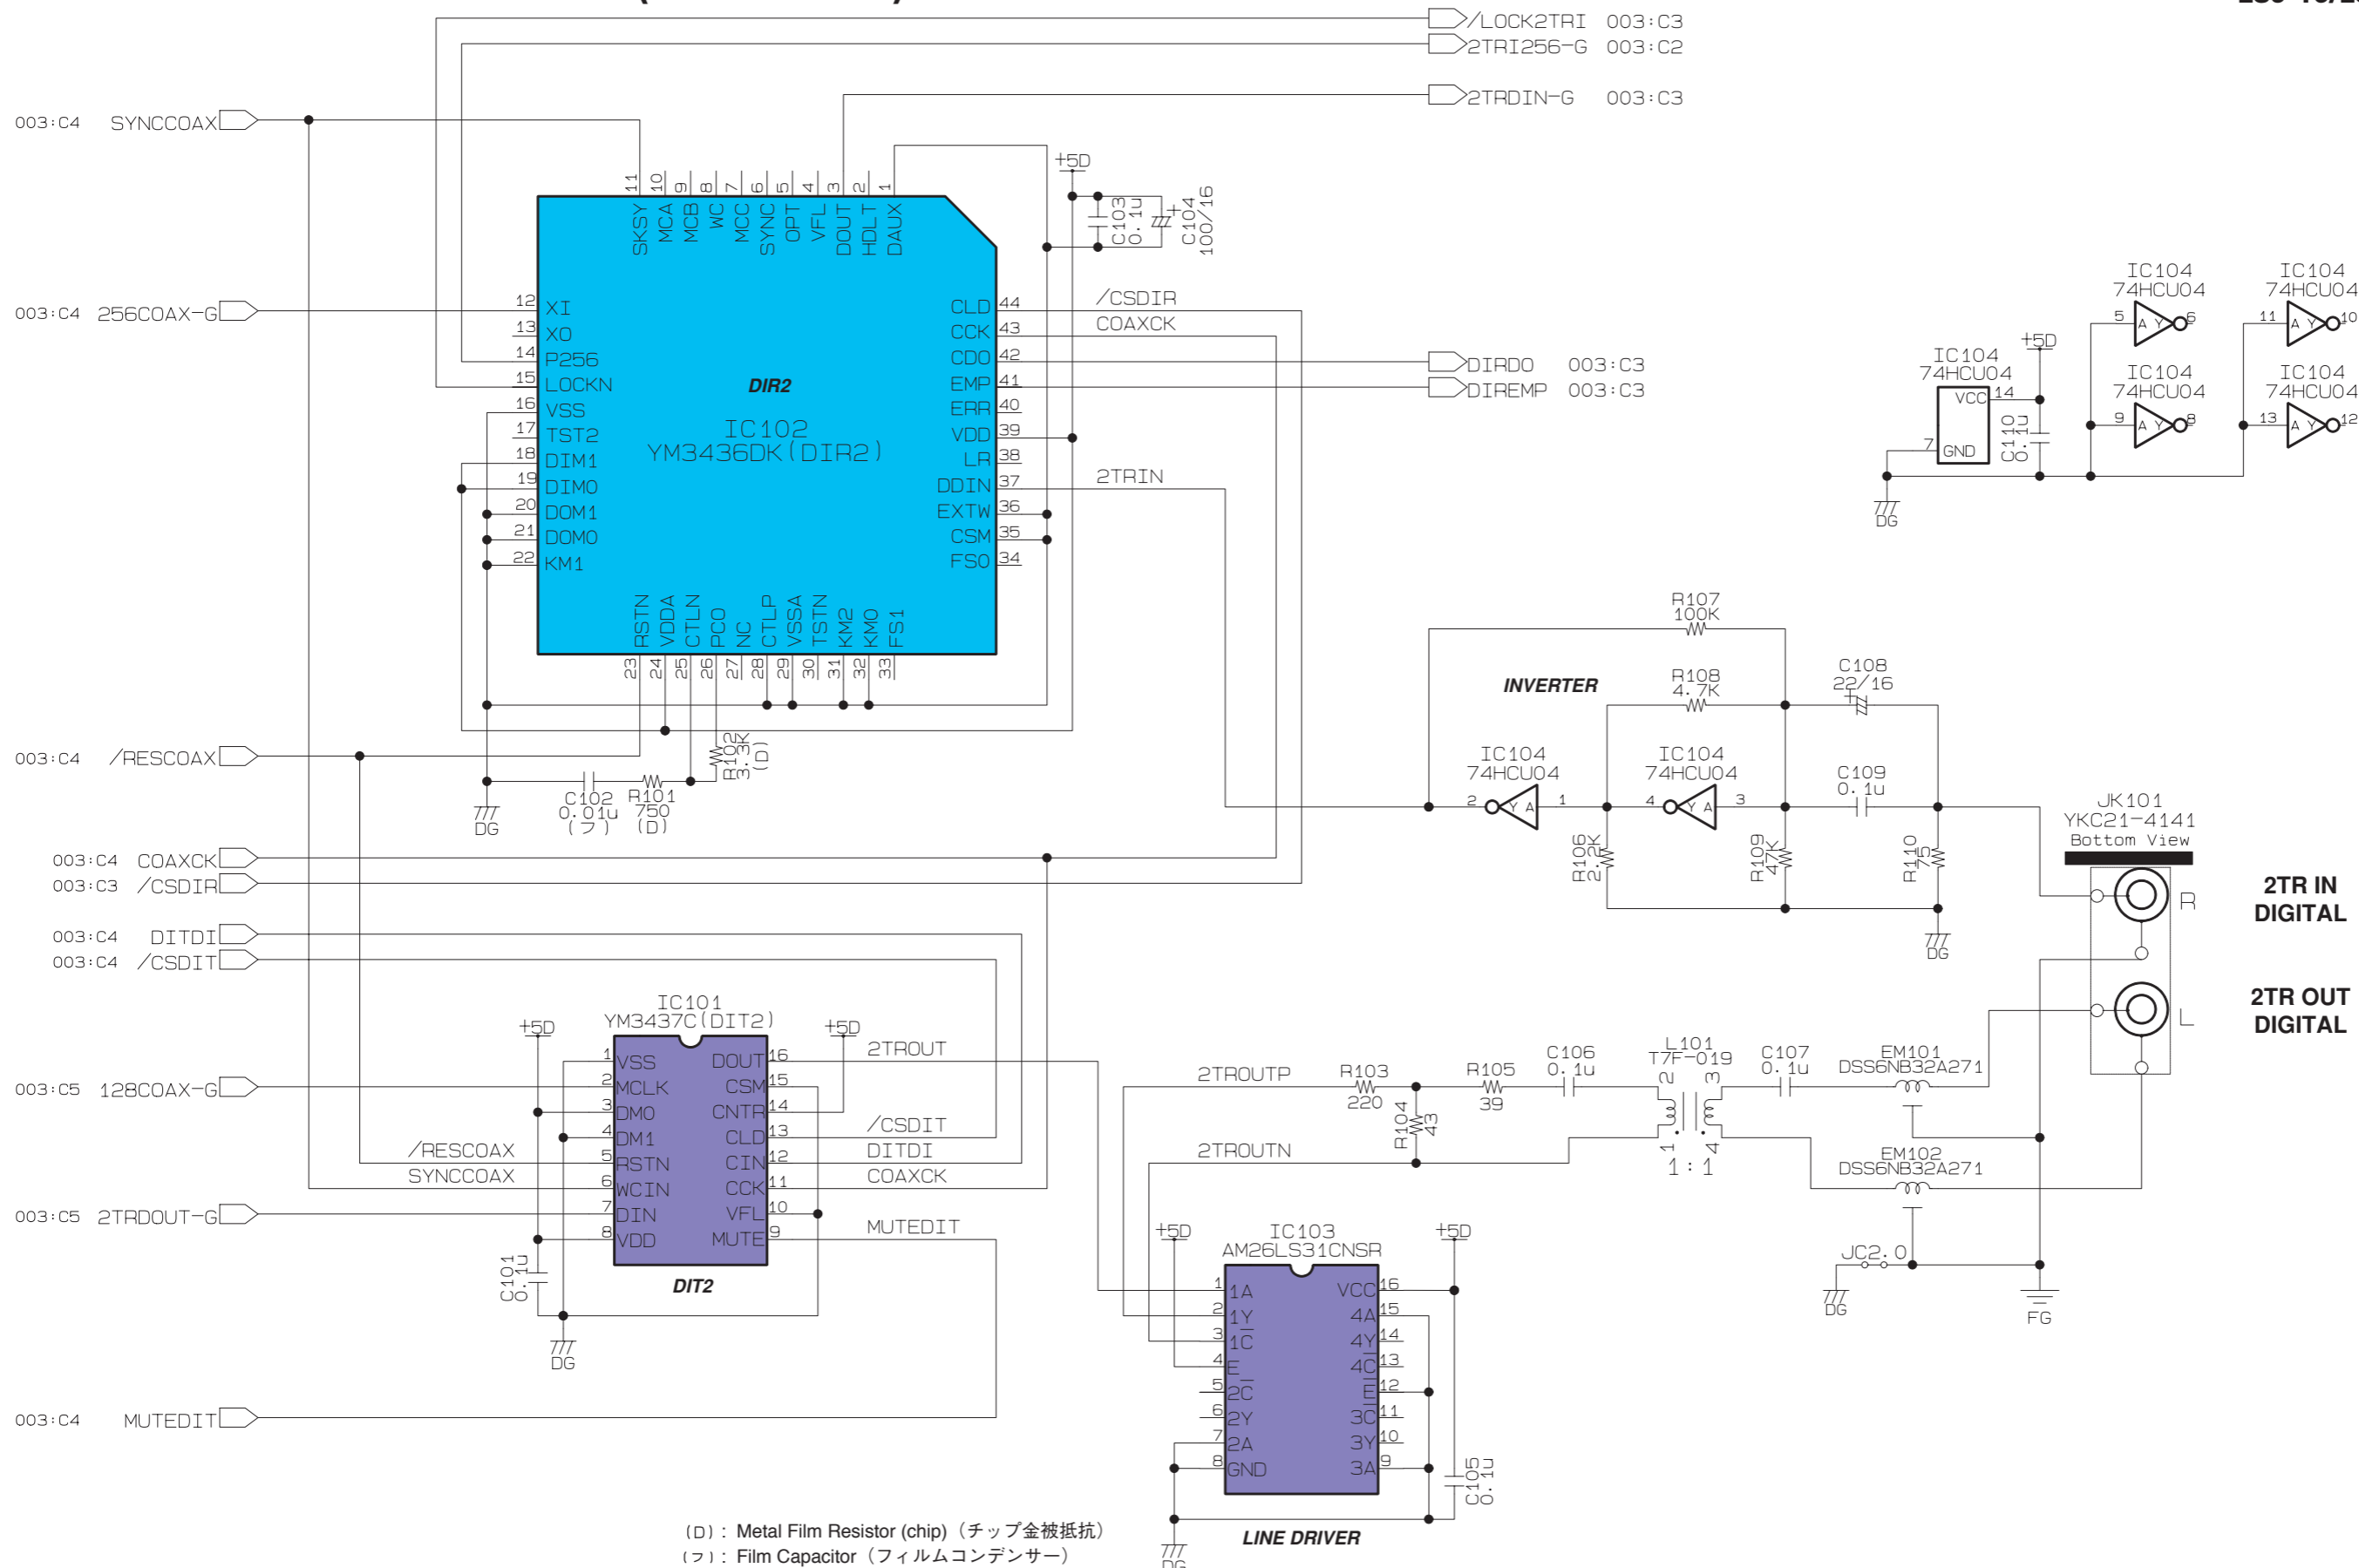 /LOCK2TRI 003:C3
2TRI256-G 003:C2
2TRDIN-G 003:C3
003:C4 SYNCCOAX
+5D
C103
0.1u
+
C104
100/16
11 10 9 8 7 6 5 4 3 2 1
SKSY MCA MCB WC MCC SYNC OPT VFL DOUT HDLT DAUX
003:C4 256COAX-G
12 XI
13 XO
14 P256
15 LOCKN
16 VSS
17 TST2
18 DIM1
19 DIM0
20 DOM1
21 DOM0
22 KM1
DIR2
IC102
YM3436DK(DIR2)
CLD 44 /CSDIR
CCK 43 COAXCK
CDO 42
EMP 41
ERR 40
VDD 39
LR 38
DDIN 37 2TRIN
EXTW 36
CSM 35
FS0 34
DIRDO 003:C3
DIREMP 003:C3
RSTN VDDA CTLN PCO NC CTLP VSSA TSTN KM2 KM0 FS1
23 24 25 26 27 28 29 30 31 32 33
IC104
74HCU04
5 A Y 6
IC104
74HCU04
11 A Y 10
IC104
74HCU04
+5D
VCC 14
7 GND
C110
0.1u
IC104
74HCU04
9 A Y 8
IC104
74HCU04
13 A Y 12
DG
003:C4 /RESCOAX
R102
3.3K
(D)
C102
0.01u
(フ)
R101
750
(D)
DG
R107
100K
INVERTER
R108
4.7K
C108
22/16
+
IC104
74HCU04
2 Y A 1
IC104
74HCU04
4 Y A 3
C109
0.1u
R106
2.2K
R109
47K
R110
75
DG
JK101
YKC21-4141
Bottom View
R
2TR IN
DIGITAL
L
2TR OUT
DIGITAL
003:C4 COAXCK
003:C3 /CSDIR
003:C4 DITDI
003:C4 /CSDIT
IC101
YM3437C(DIT2)
+5D
+5D
1 VSS
2 MCLK
3 DM0
4 DM1
5 RSTN
6 WCIN
7 DIN
8 VDD
DOUT 16 2TROUT
CSM 15
CNTR 14
CLD 13 /CSDIT
CIN 12 DITDI
CCK 11 COAXCK
VFL 10
MUTE 9 MUTEDIT
/RESCOAX
SYNCCOAX
003:C5 128COAX-G
003:C5 2TRDOUT-G
C101
0.1u
DIT2
DG
003:C4 MUTEDIT
2TROUTP
2TROUTN
R103
220
R104
43
R105
39
C106
0.1u
L101
T7F-019
2 3
1 4
1:1
C107
0.1u
EM101
DSS6NB32A271
EM102
DSS6NB32A271
JC2.0
DG
FG
+5D
IC103
AM26LS31CNSR
+5D
1 1A
2 1Y
3 1C
4 E
5 2C
6 2Y
7 2A
8 GND
VCC 16
4A 15
4Y 14
4C 13
E 12
3C 11
3Y 10
3A 9
C105
0.1u
DG
LINE DRIVER
(D) : Metal Film Resistor (chip)（チップ金被抵抗）
(フ) : Film Capacitor（フィルムコンデンサー）